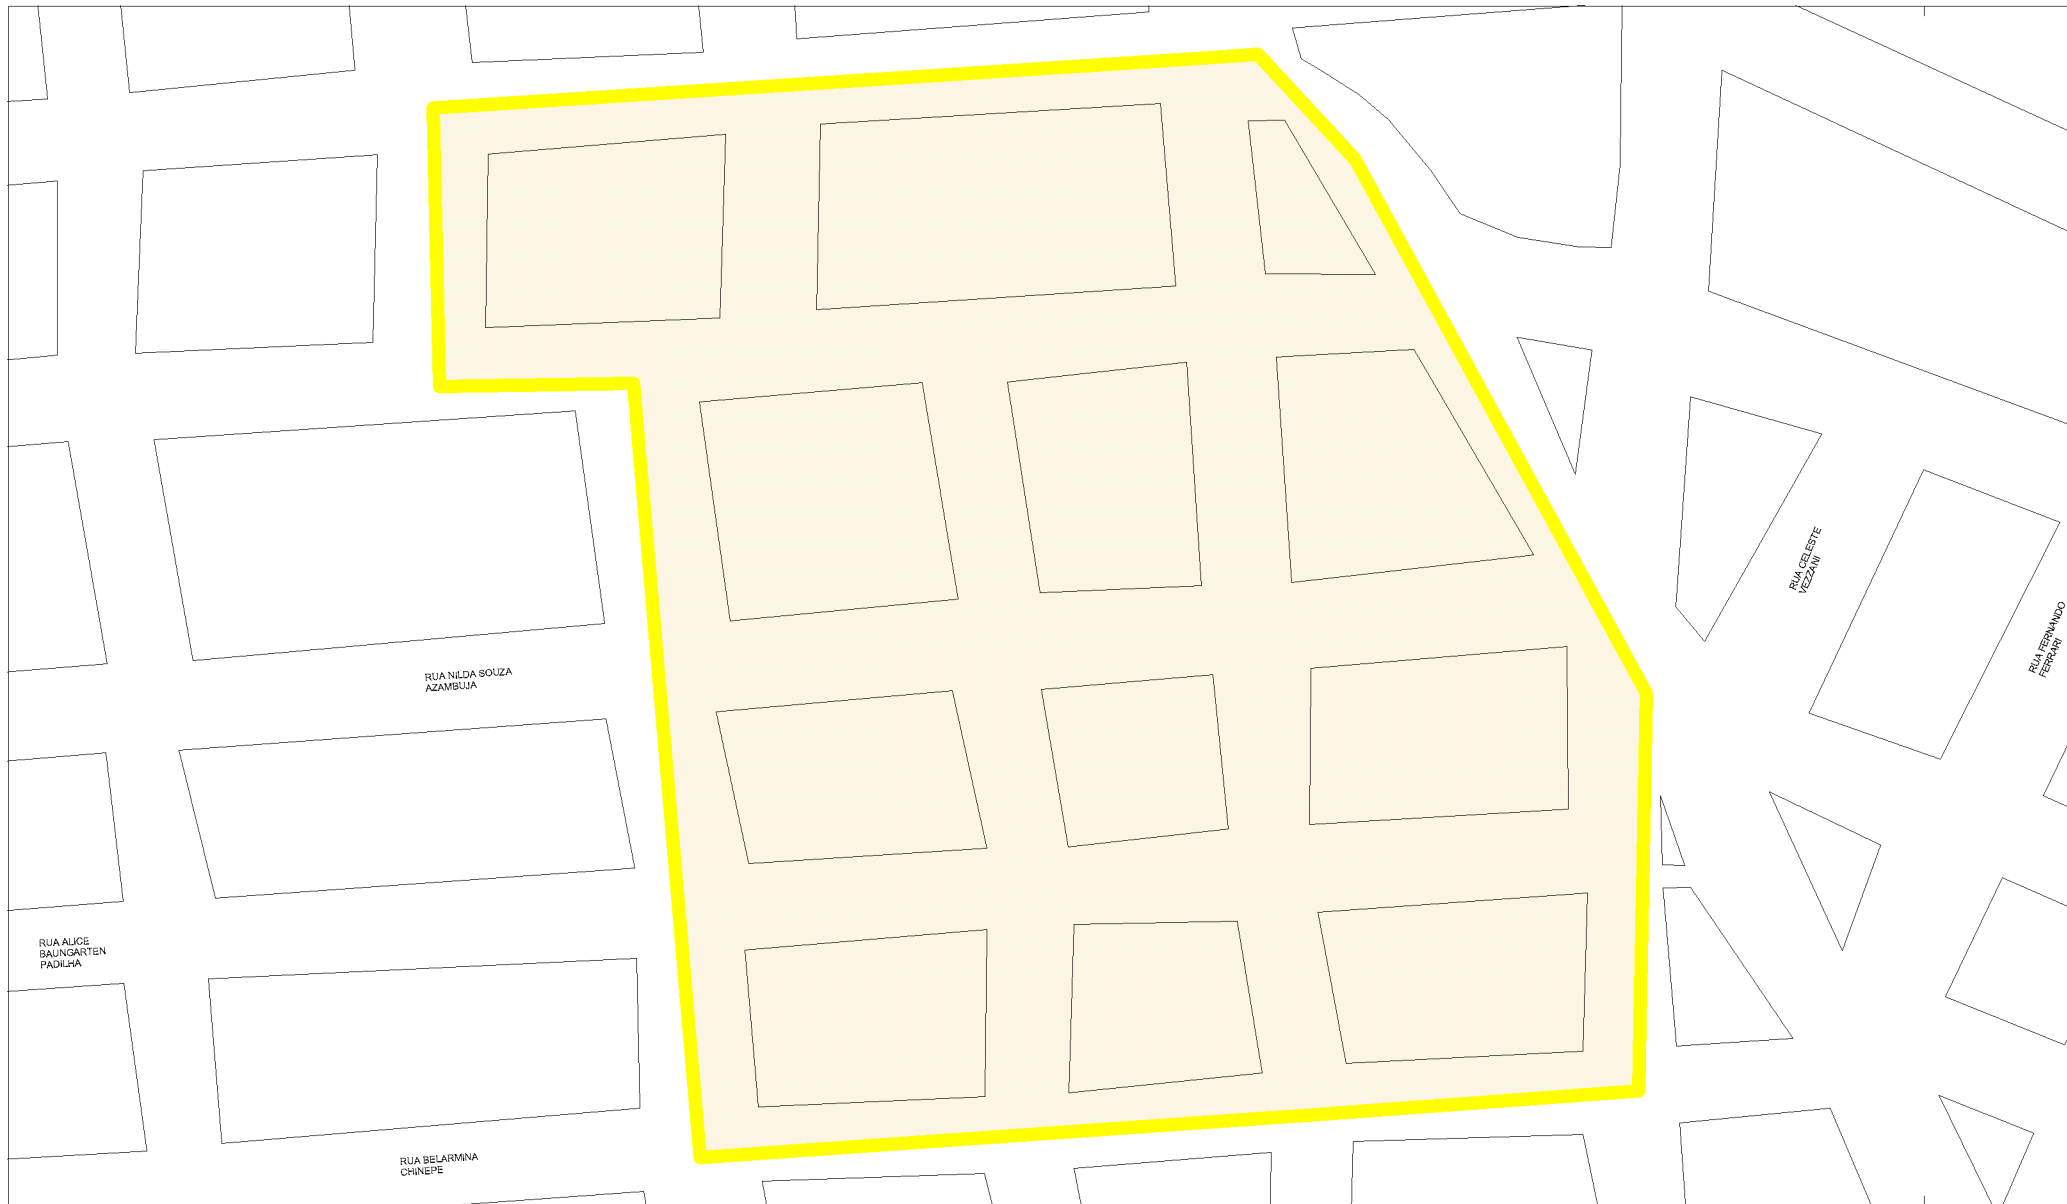 RUA CELESTE
VEZZANI
RUA FERNANDO
FERRARI
RUA NILDA SOUZA
AZAMBUJA
RUA ALICE
BAUNGARTEN
PADILHA
RUA BELARMINA
CHINEPE